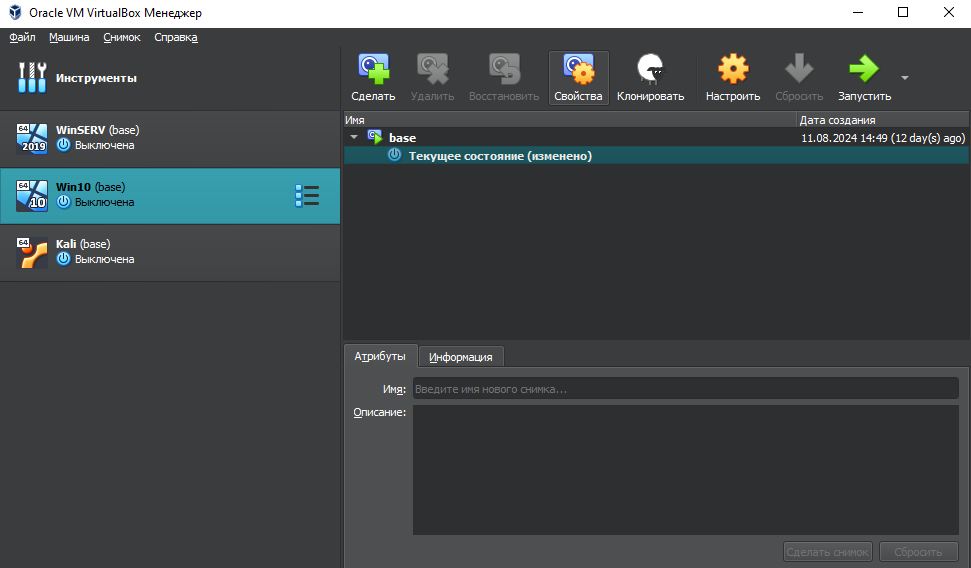 Oracle VM VirtualBox Менеджер
Файл Машина Снимок Справка
Инструменты
64 2019 WinSERV (base)
Выключена
64 10 Win10 (base)
Выключена
64 Kali (base)
Выключена
Сделать Удалить Восстановить Свойства Клонировать Настроить Сбросить Запустить
Имя Дата создания
base 11.08.2024 14:49 (12 day(s) ago)
Текущее состояние (изменено)
Атрибуты Информация
Имя: Введите имя нового снимка...
Описание:
Сделать снимок Сбросить